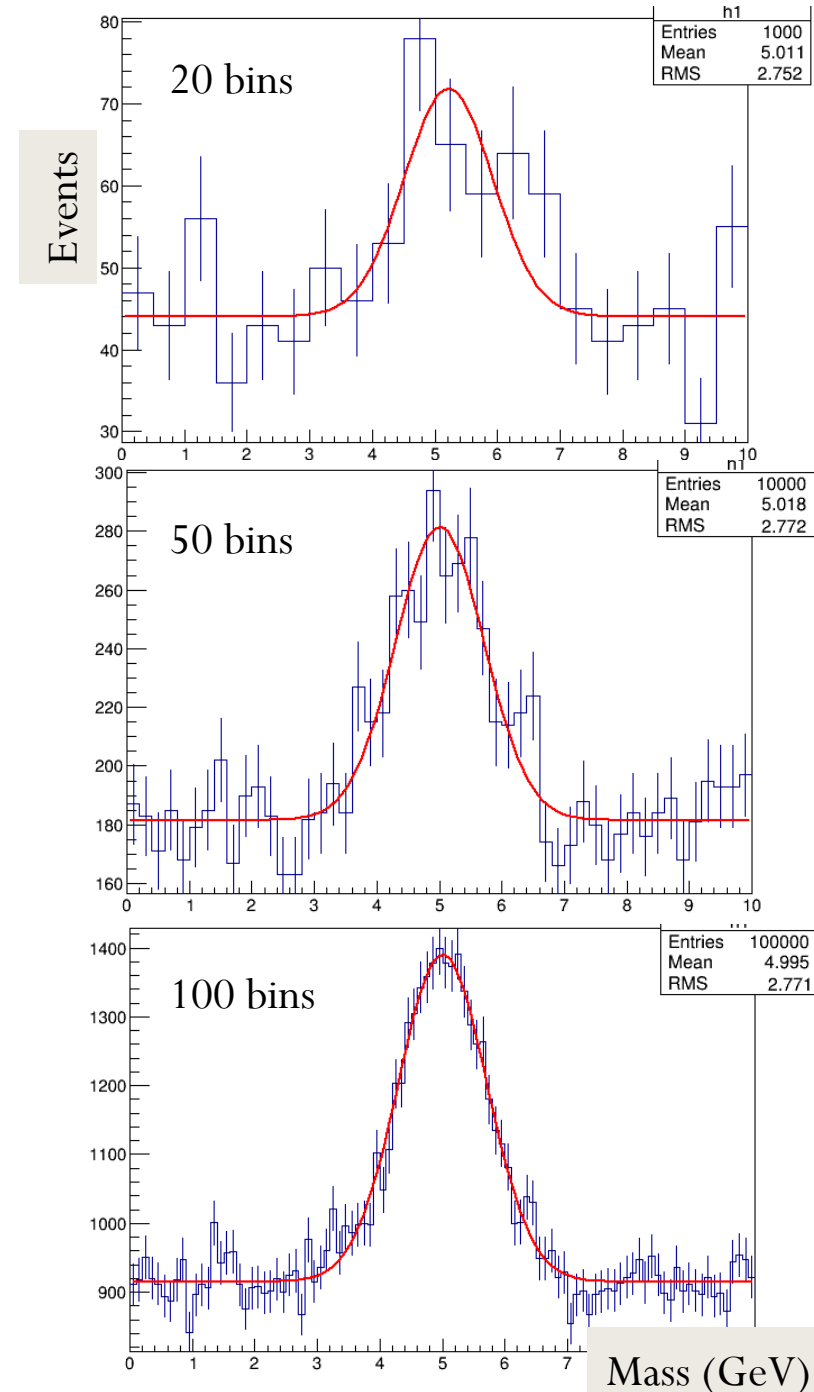 h1
Entries 1000
Mean 5.011
RMS 2.752
20 bins
Events
80
70
60
50
40
30
0 1 2 3 4 5 6 7 8 9 10
h1
Entries 10000
Mean 5.018
RMS 2.772
50 bins
300
280
260
240
220
200
180
160
0 1 2 3 4 5 6 7 8 9 10
Entries 100000
Mean 4.995
RMS 2.771
100 bins
1400
1300
1200
1100
1000
900
0 1 2 3 4 5 6 7
Mass (GeV)